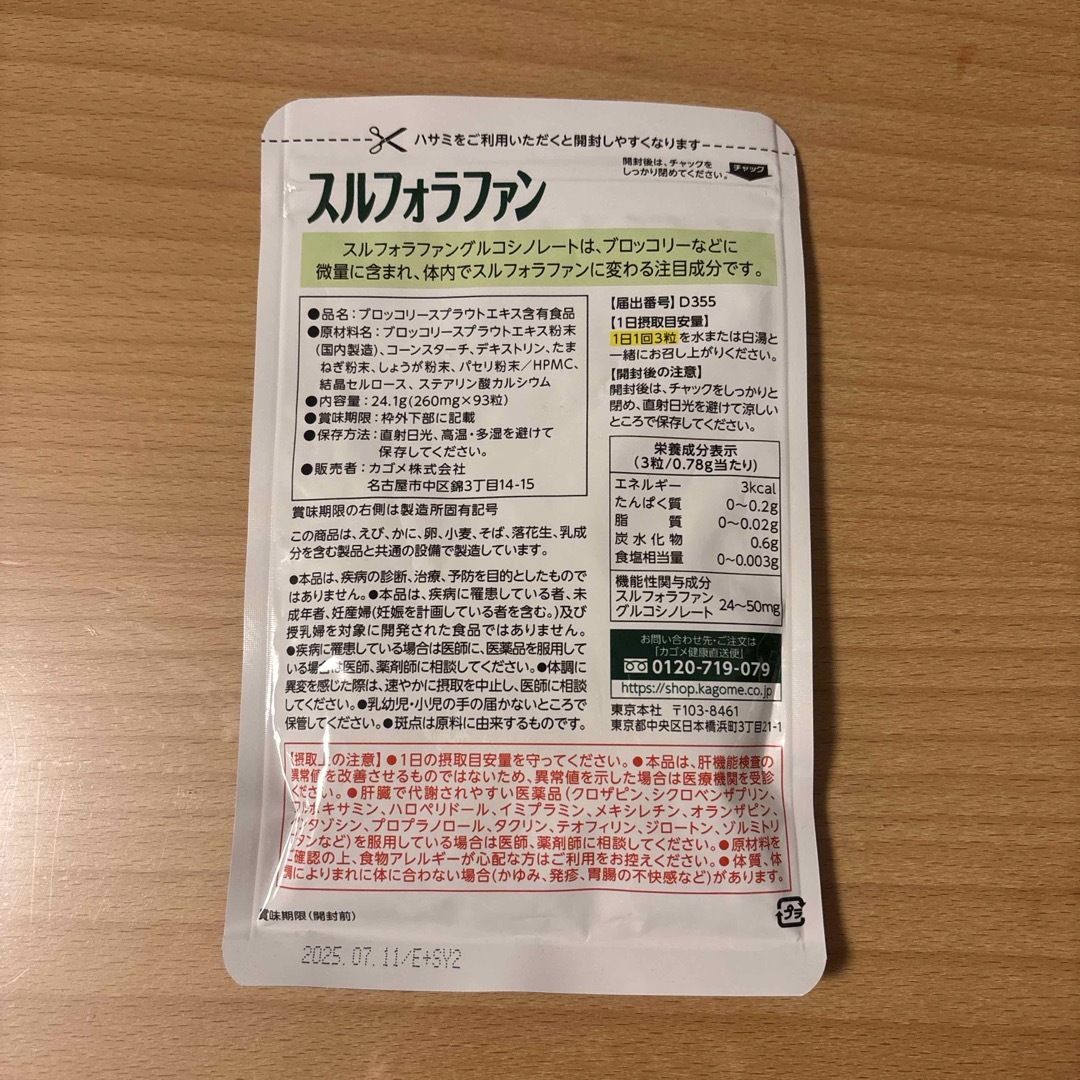 ハサミをご利用いただくと開封しやすくなります
開封後は、チャックを
しっかり閉めてください。
チャック
スルフォラファン
スルフォラファングルコシノレートは、ブロッコリーなどに
微量に含まれ、体内でスルフォラファンに変わる注目成分です。
●品名：ブロッコリースプラウトエキス含有食品
●原材料名：ブロッコリースプラウトエキス粉末
(国内製造)、コーンスターチ、デキストリン、たま
ねぎ粉末、しょうが粉末、パセリ粉末／HPMC、
結晶セルロース、ステアリン酸カルシウム
●内容量：24.1g(260mg×93粒)
●賞味期限：枠外下部に記載
●保存方法：直射日光、高温・多湿を避けて
保存してください。
●販売者：カゴメ株式会社
名古屋市中区錦3丁目14-15
賞味期限の右側は製造所固有記号
この商品は、えび、かに、卵、小麦、そば、落花生、乳成
分を含む製品と共通の設備で製造しています。
●本品は、疾病の診断、治療、予防を目的としたもので
はありません。●本品は、疾病に罹患している者、未
成年者、妊産婦(妊娠を計画している者を含む。)及び
授乳婦を対象に開発された食品ではありません。
●疾病に罹患している場合は医師に、医薬品を服用して
いる場合は医師、薬剤師に相談してください。●体調に
異変を感じた際は、速やかに摂取を中止し、医師に相談
してください。●乳幼児・小児の手の届かないところで
保管してください。●斑点は原料に由来するものです。
【届出番号】D355
【1日摂取目安量】
1日1回3粒を水または白湯と
一緒にお召し上がりください。
【開封後の注意】
開封後は、チャックをしっかりと
閉め、直射日光を避けて涼しい
ところで保存してください。
栄養成分表示
(3粒/0.78g当たり)
エネルギー 3kcal
たんぱく質 0～0.2g
脂質 0～0.02g
炭水化物 0.6g
食塩相当量 0～0.003g
機能性関与成分
スルフォラファン
グルコシノレート 24～50mg
お問い合わせ先・ご注文は
「カゴメ健康直送便」
0120-719-079
https://shop.kagome.co.jp
東京本社 〒103-8461
東京都中央区日本橋浜町3丁目21-1
【摂取上の注意】●1日の摂取目安量を守ってください。●本品は、肝機能検査の
異常値を改善させるものではないため、異常値を示した場合は医療機関を受診
ください。●肝臓で代謝されやすい医薬品(クロザピン、シクロベンザプリン、
フルボキサミン、ハロペリドール、イミプラミン、メキシレチン、オランザピン、
ペンタゾシン、プロプラノロール、タクリン、テオフィリン、ジロートン、ゾルミトリ
プタンなど)を服用している場合は医師、薬剤師に相談してください。●原材料を
ご確認の上、食物アレルギーが心配な方はご利用をお控えください。●体質、体
調によりまれに体に合わない場合(かゆみ、発疹、胃腸の不快感など)があります。
賞味期限(開封前)
プラ
2025.07.11/E+SY2